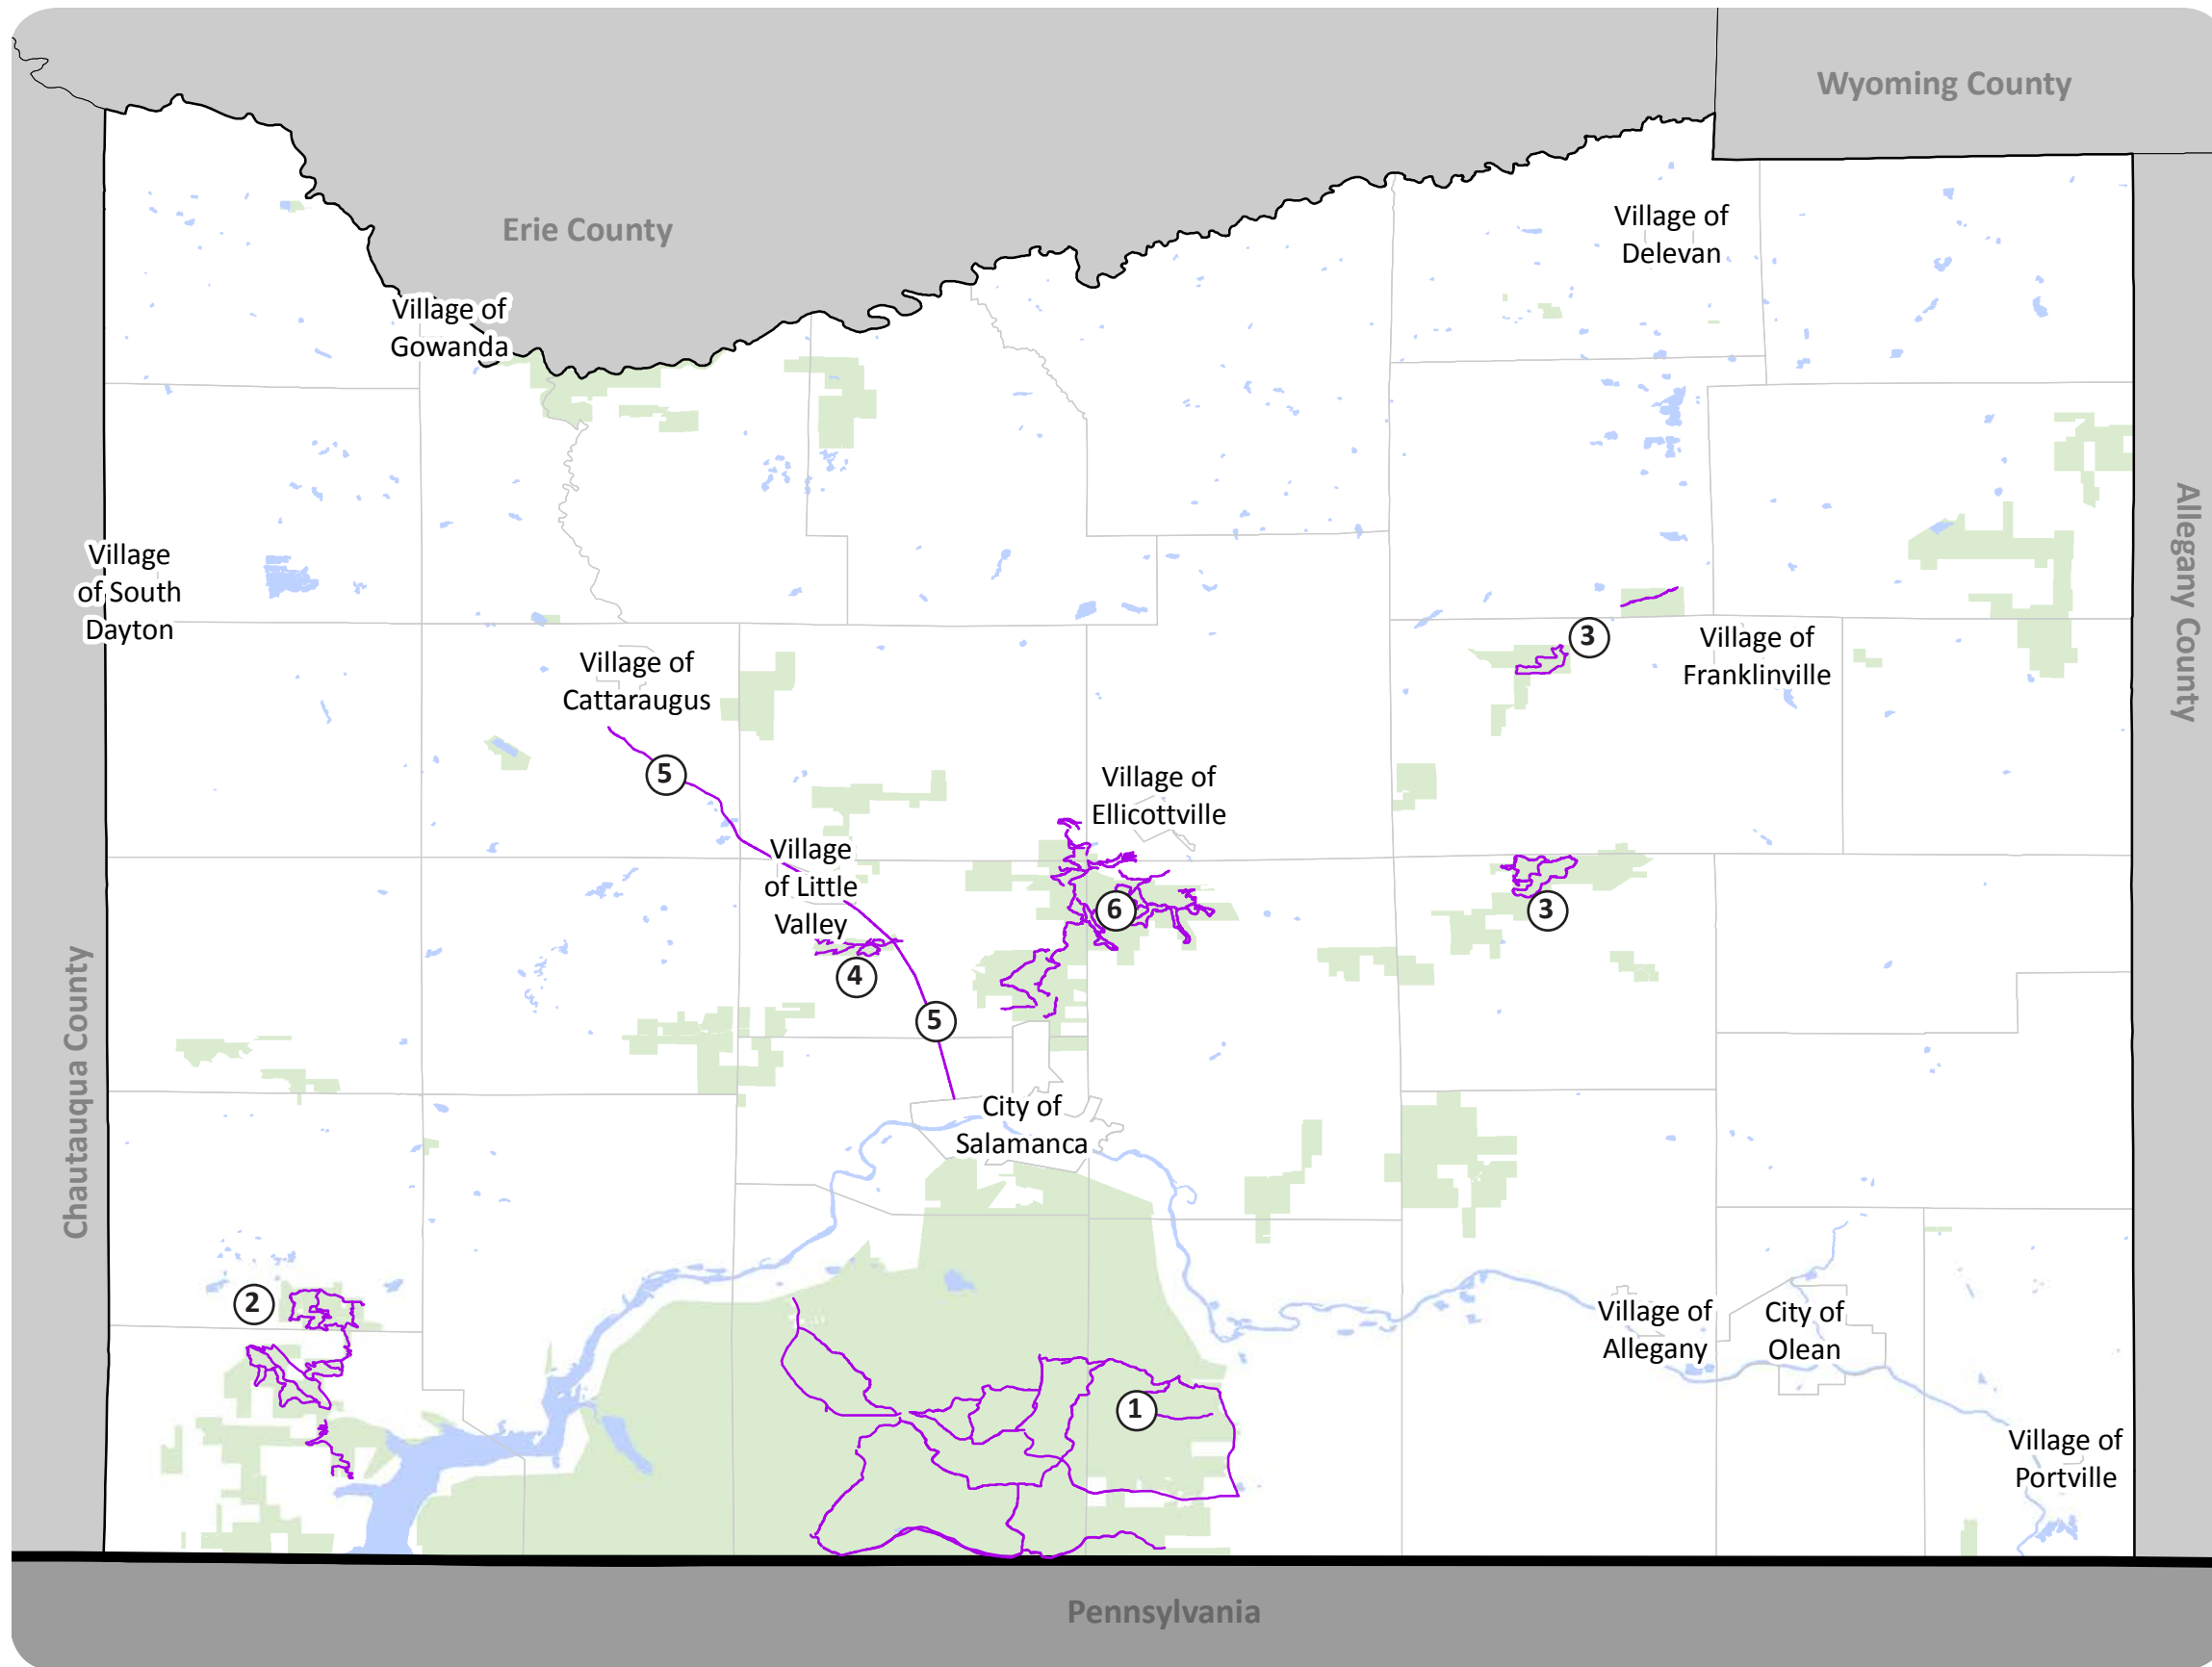 Wyoming County
Erie County
Village of
Delevan
Village of
Gowanda
Allegany County
Village
of South
Dayton
3
Village of
Franklinville
Village of
Cattaraugus
5
Village of
Ellicottville
Village
of Little
Valley
6
3
4
5
Chautauqua County
City of
Salamanca
2
Village of
Allegany
City of
Olean
1
Village of
Portville
Pennsylvania